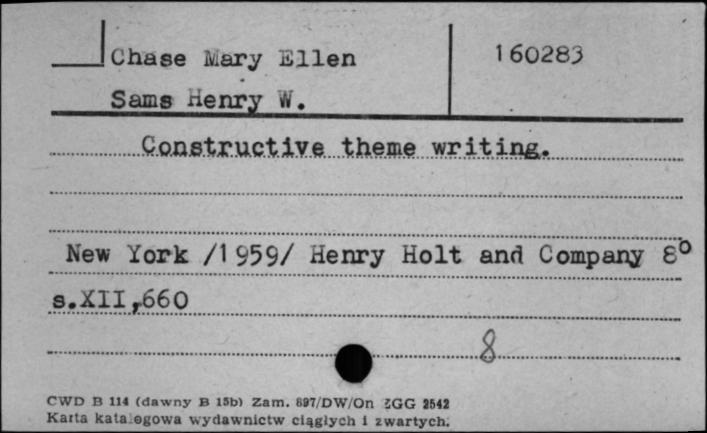 Chase Mary Ellen 160283
Sams Henry W.
Constructive theme writing.
New York /1959/ Henry Holt and Company 8°
s.XII,660
8
CWD B 114 (dawny B 15b) Zam. 897/DW/On ZGG 2542
Karta katalogowa wydawnictw ciągłych i zwartych.